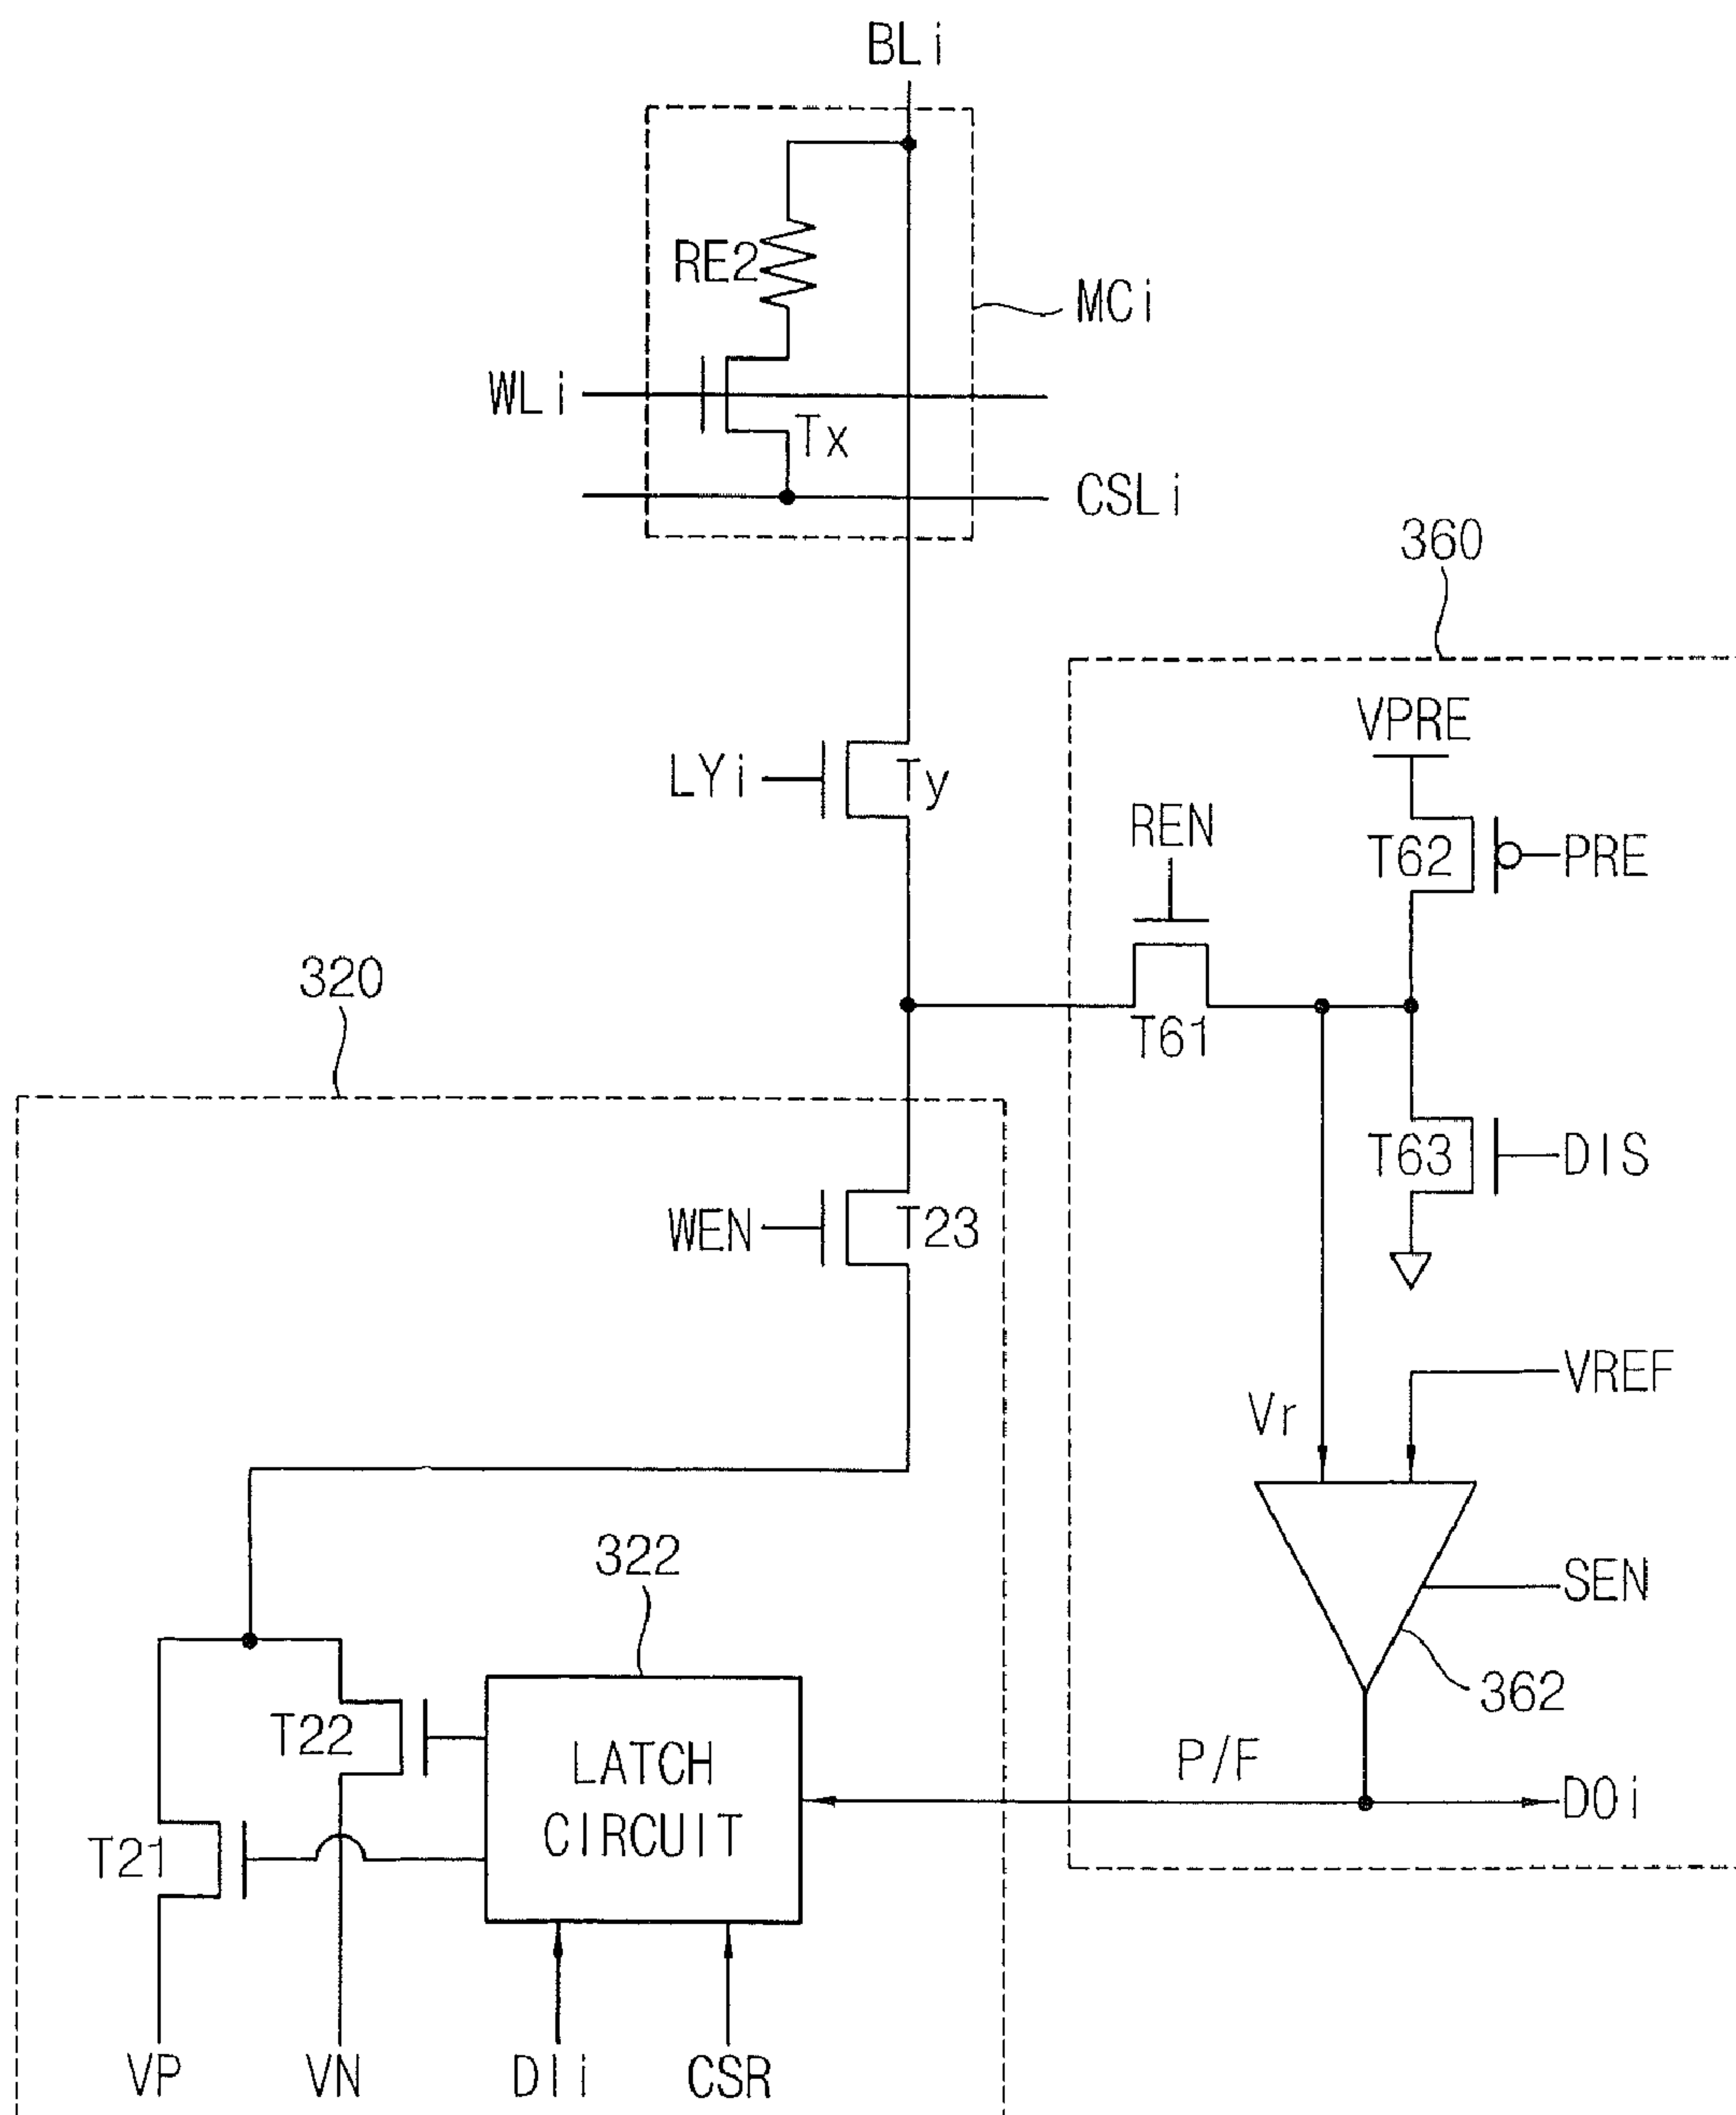 BLi
RE2
MCi
WLi
Tx
CSLi
360
LYi
Ty
VPRE
REN
T62
PRE
320
T61
T63
DIS
WEN
T23
VREF
Vr
322
SEN
T22
362
LATCH
CIRCUIT
P/F
DOi
T21
VP
VN
DIi
CSR